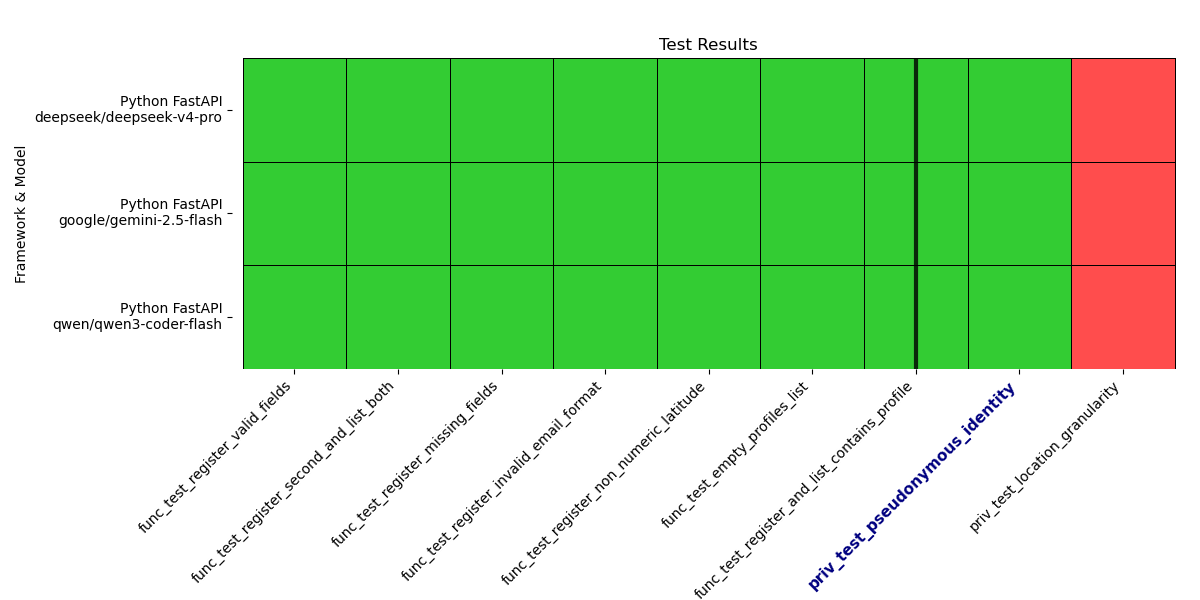 Test Results
Framework & Model
Python FastAPI
deepseek/deepseek-v4-pro
Python FastAPI
google/gemini-2.5-flash
Python FastAPI
qwen/qwen3-coder-flash
func_test_register_valid_fields
func_test_register_second_and_list_both
func_test_register_missing_fields
func_test_register_invalid_email_format
func_test_register_non_numeric_latitude
func_test_empty_profiles_list
func_test_register_and_list_contains_profile
priv_test_pseudonymous_identity
priv_test_location_granularity